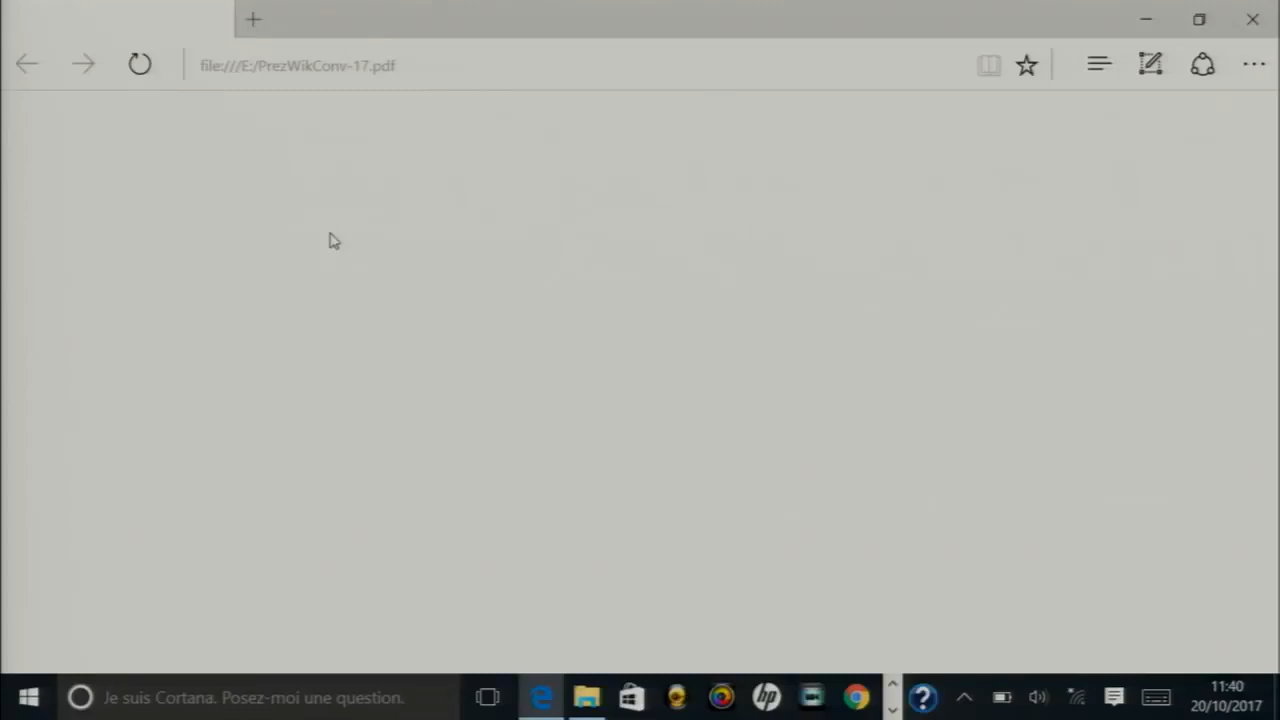 file:///E:/PrezWikConv-17.pdf
Je suis Cortana. Posez-moi une question.
11:40
20/10/2017